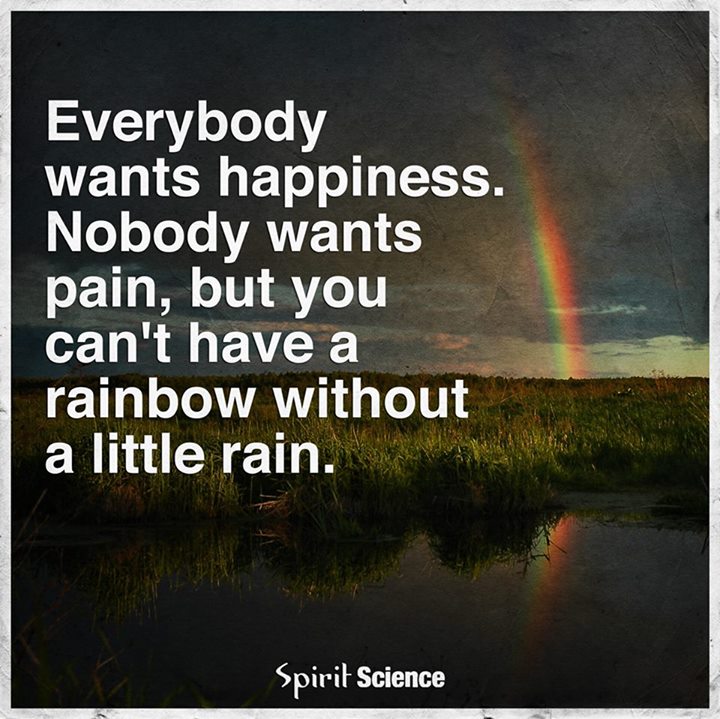 Everybody
wants happiness.
Nobody wants
pain, but you
can't have a
rainbow without
a little rain.
Spirit Science